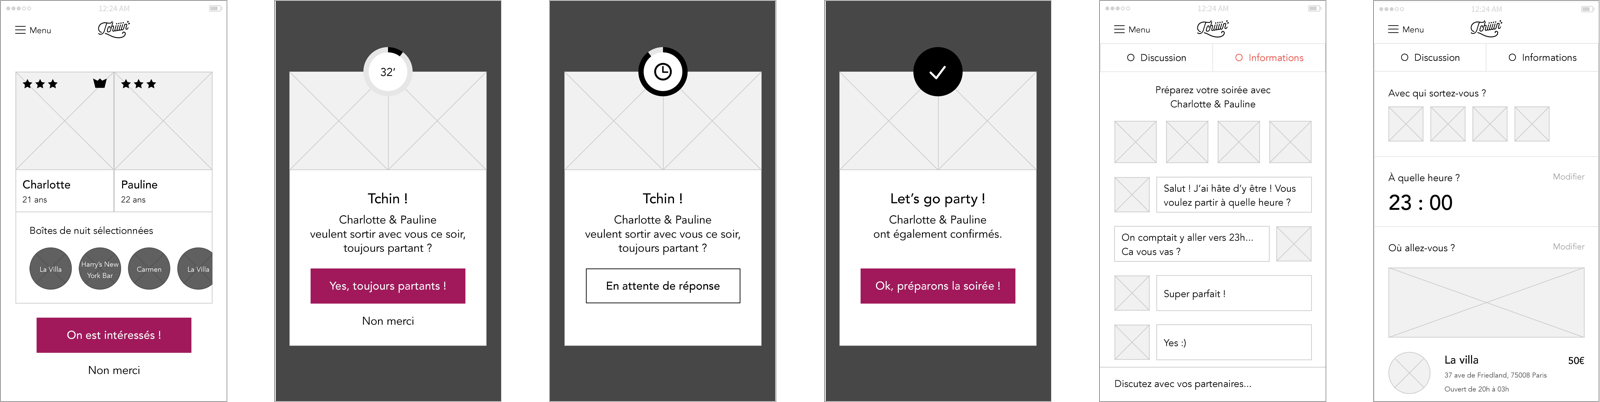 12:24 AM
Menu
Tchiiin'
Charlotte
21 ans
Pauline
22 ans
Boîtes de nuit sélectionnées
La Villa
Harry's New
York Bar
Carmen
La Villa
On est intéressés !
Non merci
32'
Tchin !
Charlotte & Pauline
veulent sortir avec vous ce soir,
toujours partant ?
Yes, toujours partants !
Non merci
Tchin !
Charlotte & Pauline
veulent sortir avec vous ce soir,
toujours partant ?
En attente de réponse
Let's go party !
Charlotte & Pauline
ont également confirmés.
Ok, préparons la soirée !
12:24 AM
Menu
Tchiiin'
Discussion
Informations
Préparez votre soirée avec
Charlotte & Pauline
Salut ! J'ai hâte d'y être ! Vous
voulez partir à quelle heure ?
On comptait y aller vers 23h...
Ca vous vas ?
Super parfait !
Yes :)
Discutez avec vos partenaires...
12:24 AM
Menu
Tchiiin'
Discussion
Informations
Avec qui sortez-vous ?
À quelle heure ?
Modifier
23 : 00
Où allez-vous ?
Modifier
La villa
50€
37 ave de Friedland, 75008 Paris
Ouvert de 20h à 03h